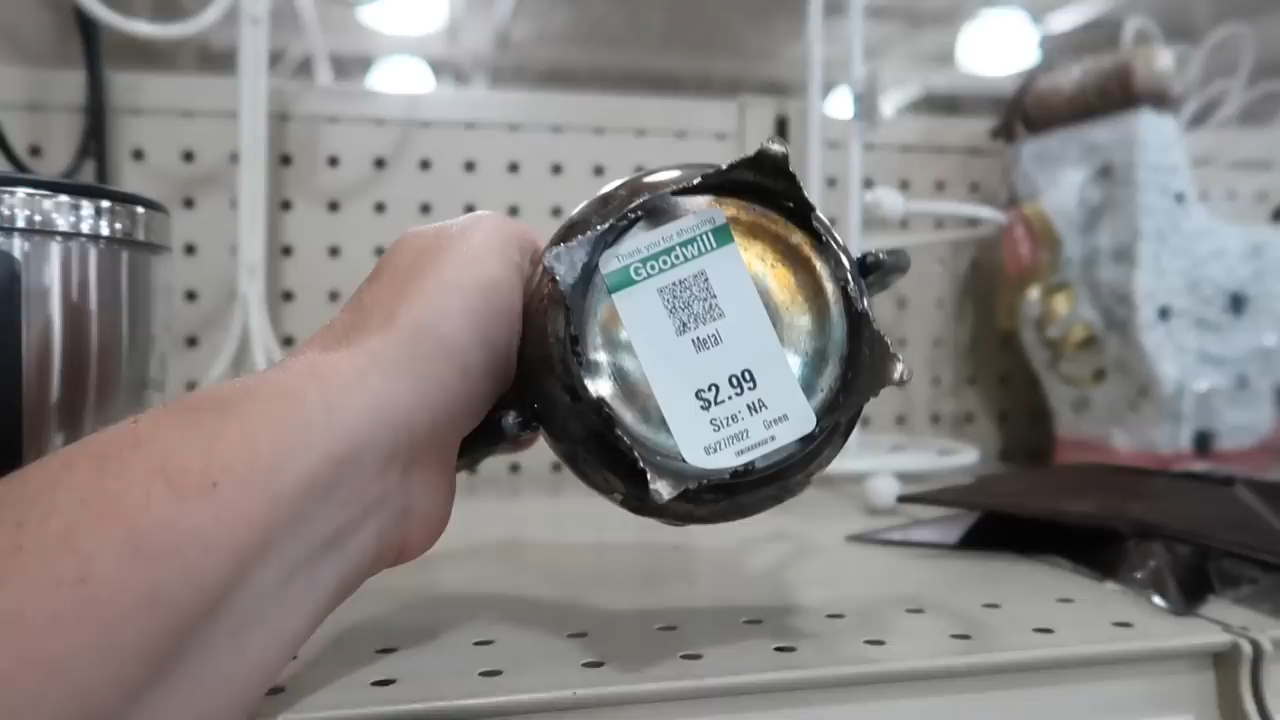 Thank you for shopping
Goodwill
Metal
$2.99
Size: NA
05/27/2022 Green